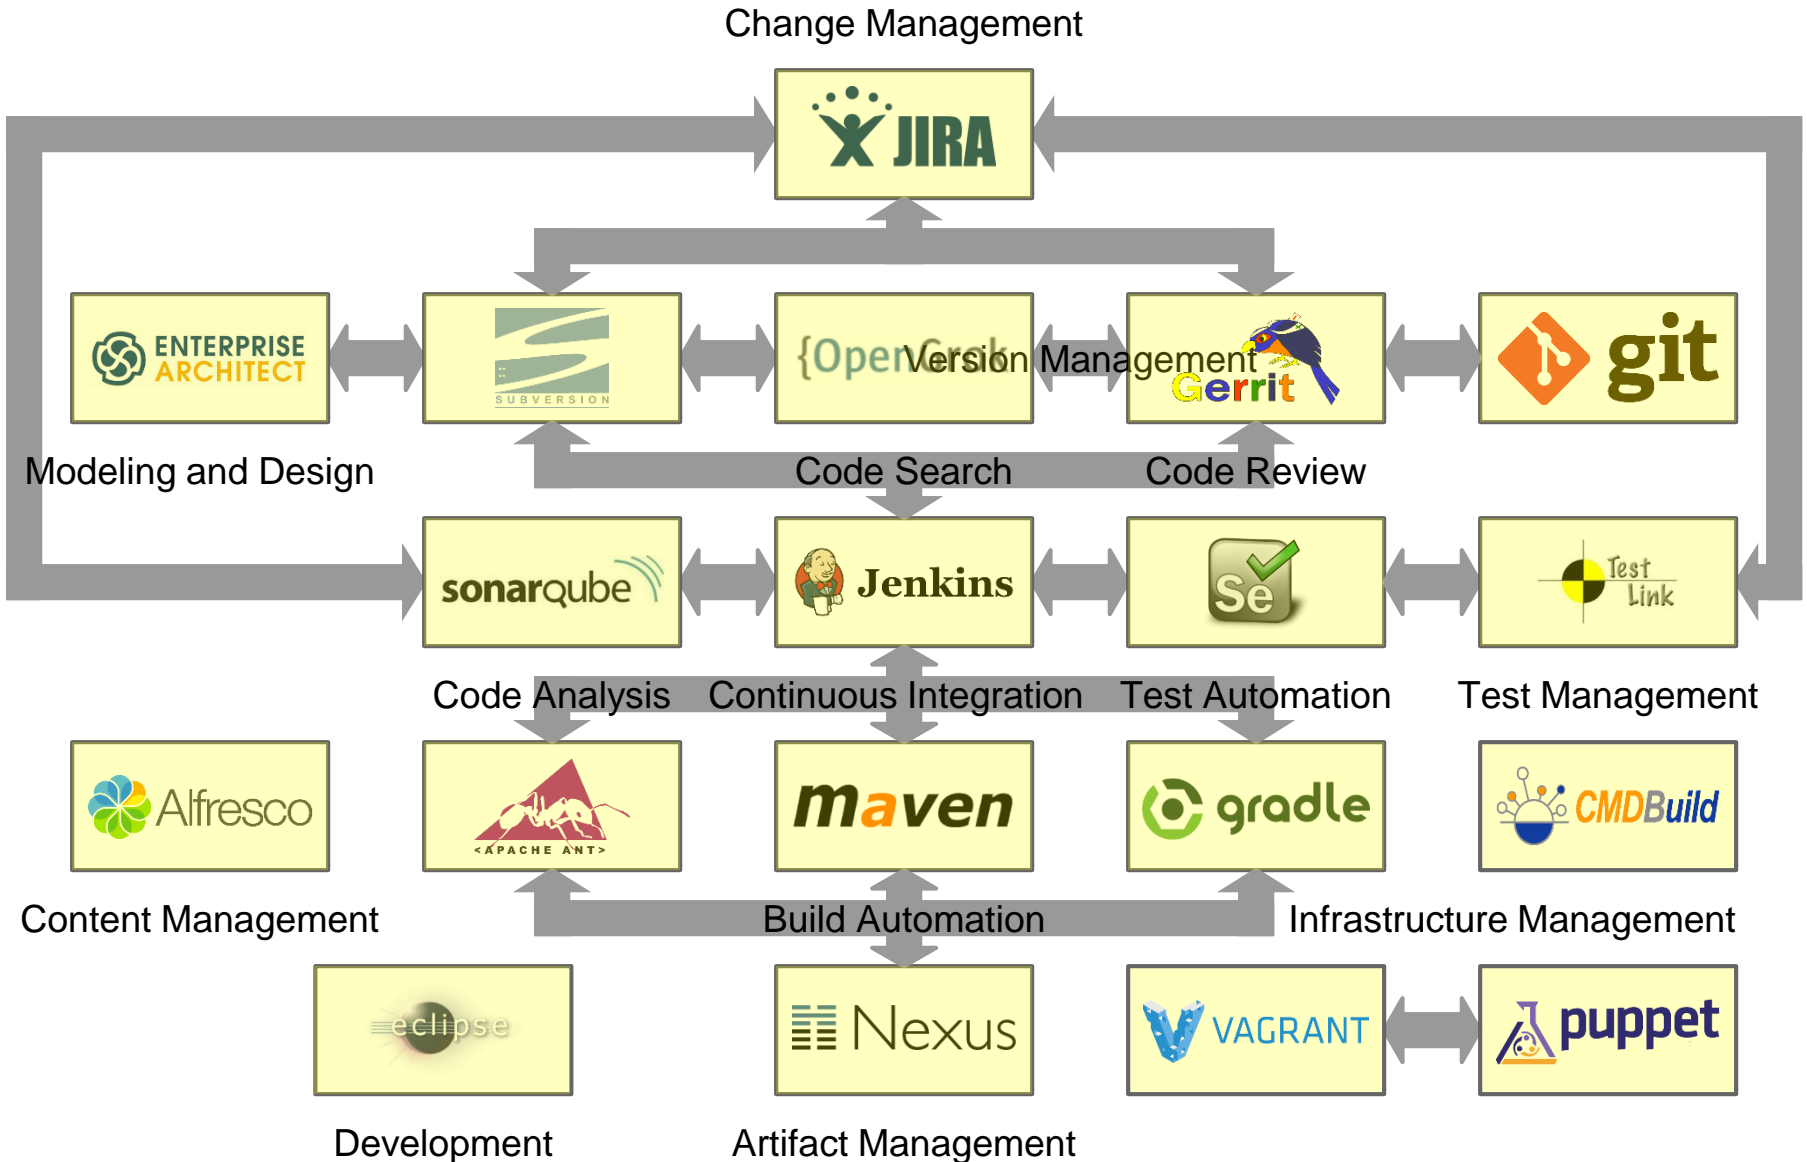 Change Management
JIRA
ENTERPRISE
ARCHITECT
SUBVERSION
{OpenGrok
Version Management
Gerrit
git
Modeling and Design
Code Search
Code Review
sonarqube
Jenkins
Se
Test
Link
Code Analysis
Continuous Integration
Test Automation
Test Management
Alfresco
<APACHE ANT>
maven
gradle
CMDBuild
Content Management
Build Automation
Infrastructure Management
eclipse
Nexus
VAGRANT
puppet
Development
Artifact Management